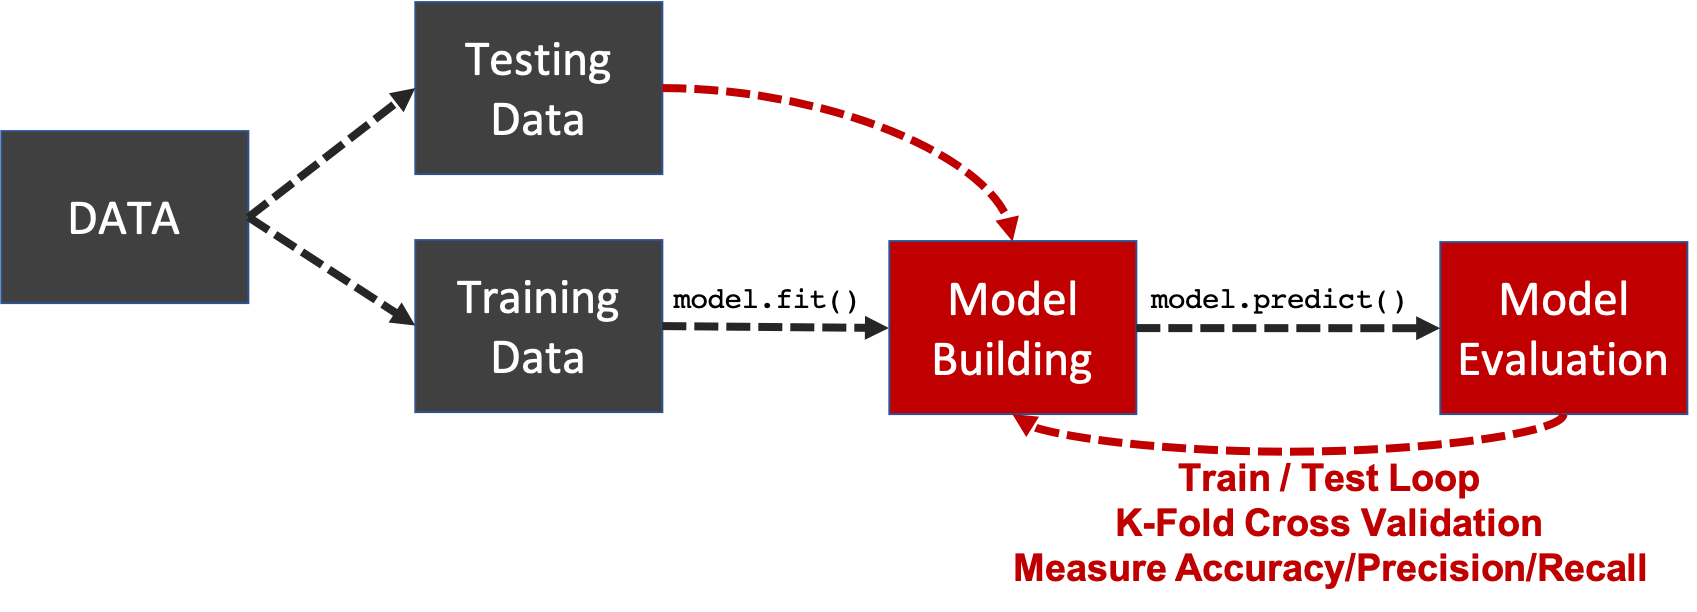 Testing
Data
DATA
Training
Data
model.fit()
Model
Building
model.predict()
Model
Evaluation
Train / Test Loop
K-Fold Cross Validation
Measure Accuracy/Precision/Recall